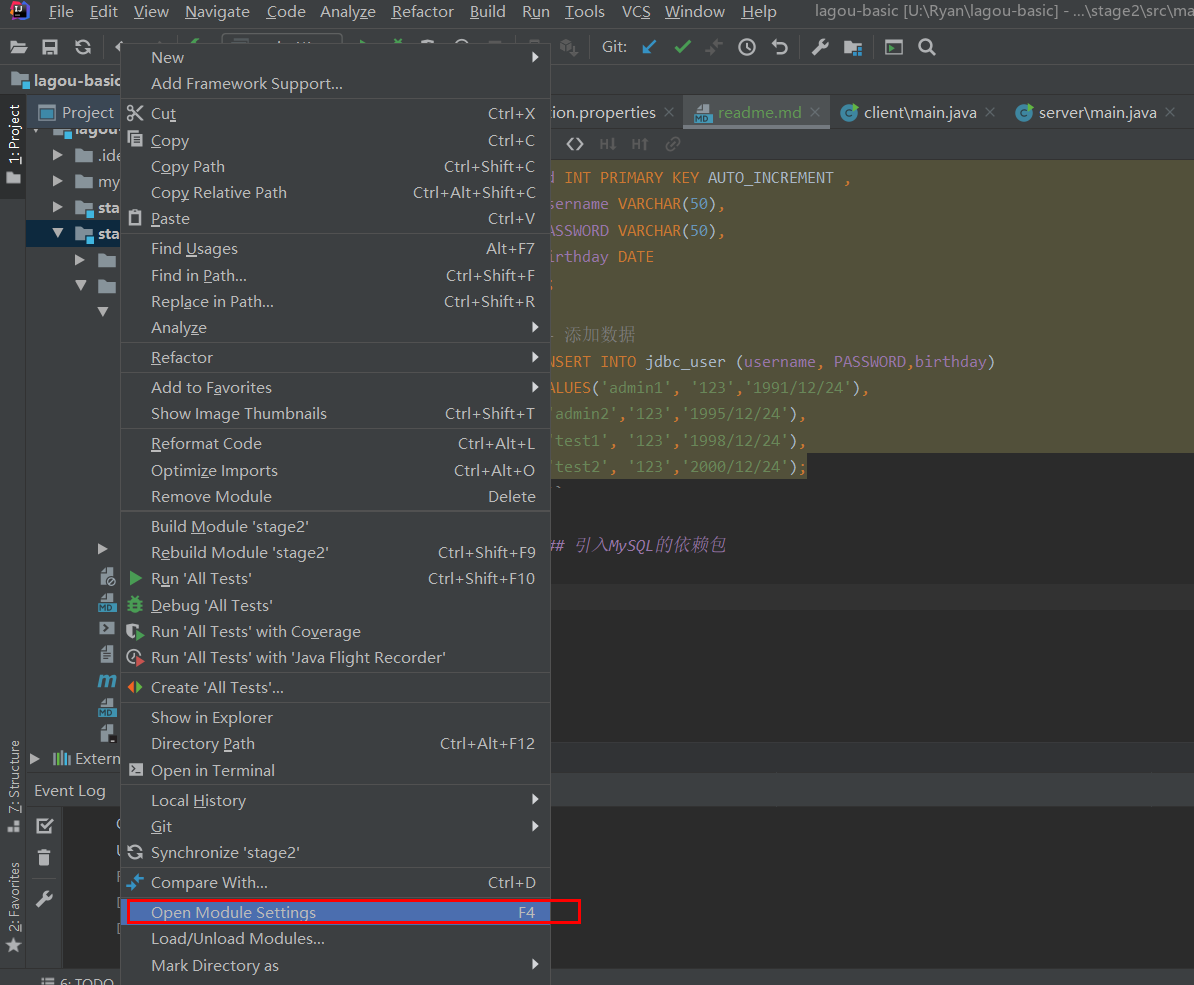 File Edit View Navigate Code Analyze Refactor Build Run Tools VCS Window Help lagou-basic [U:\Ryan\lagou-basic] - ...\stage2\src\ma
Git:
lagou-basic
1: Project
Project
lagou-
.ide
my
sta
sta
Extern
Event Log
7: Structure
2: Favorites
6: TODO
New
Add Framework Support...
Cut Ctrl+X
Copy Ctrl+C
Copy Path Ctrl+Shift+C
Copy Relative Path Ctrl+Alt+Shift+C
Paste Ctrl+V
Find Usages Alt+F7
Find in Path... Ctrl+Shift+F
Replace in Path... Ctrl+Shift+R
Analyze
Refactor
Add to Favorites
Show Image Thumbnails Ctrl+Shift+T
Reformat Code Ctrl+Alt+L
Optimize Imports Ctrl+Alt+O
Remove Module Delete
Build Module 'stage2'
Rebuild Module 'stage2' Ctrl+Shift+F9
Run 'All Tests' Ctrl+Shift+F10
Debug 'All Tests'
Run 'All Tests' with Coverage
Run 'All Tests' with 'Java Flight Recorder'
Create 'All Tests'...
Show in Explorer
Directory Path Ctrl+Alt+F12
Open in Terminal
Local History
Git
Synchronize 'stage2'
Compare With... Ctrl+D
Open Module Settings F4
Load/Unload Modules...
Mark Directory as
ion.properties readme.md client\main.java server\main.java
d INT PRIMARY KEY AUTO_INCREMENT ,
sername VARCHAR(50),
ASSWORD VARCHAR(50),
irthday DATE
;
添加数据
NSERT INTO jdbc_user (username, PASSWORD,birthday)
ALUES('admin1', '123','1991/12/24'),
'admin2','123','1995/12/24'),
'test1', '123','1998/12/24'),
'test2', '123','2000/12/24');
`
## 引入MySQL的依赖包